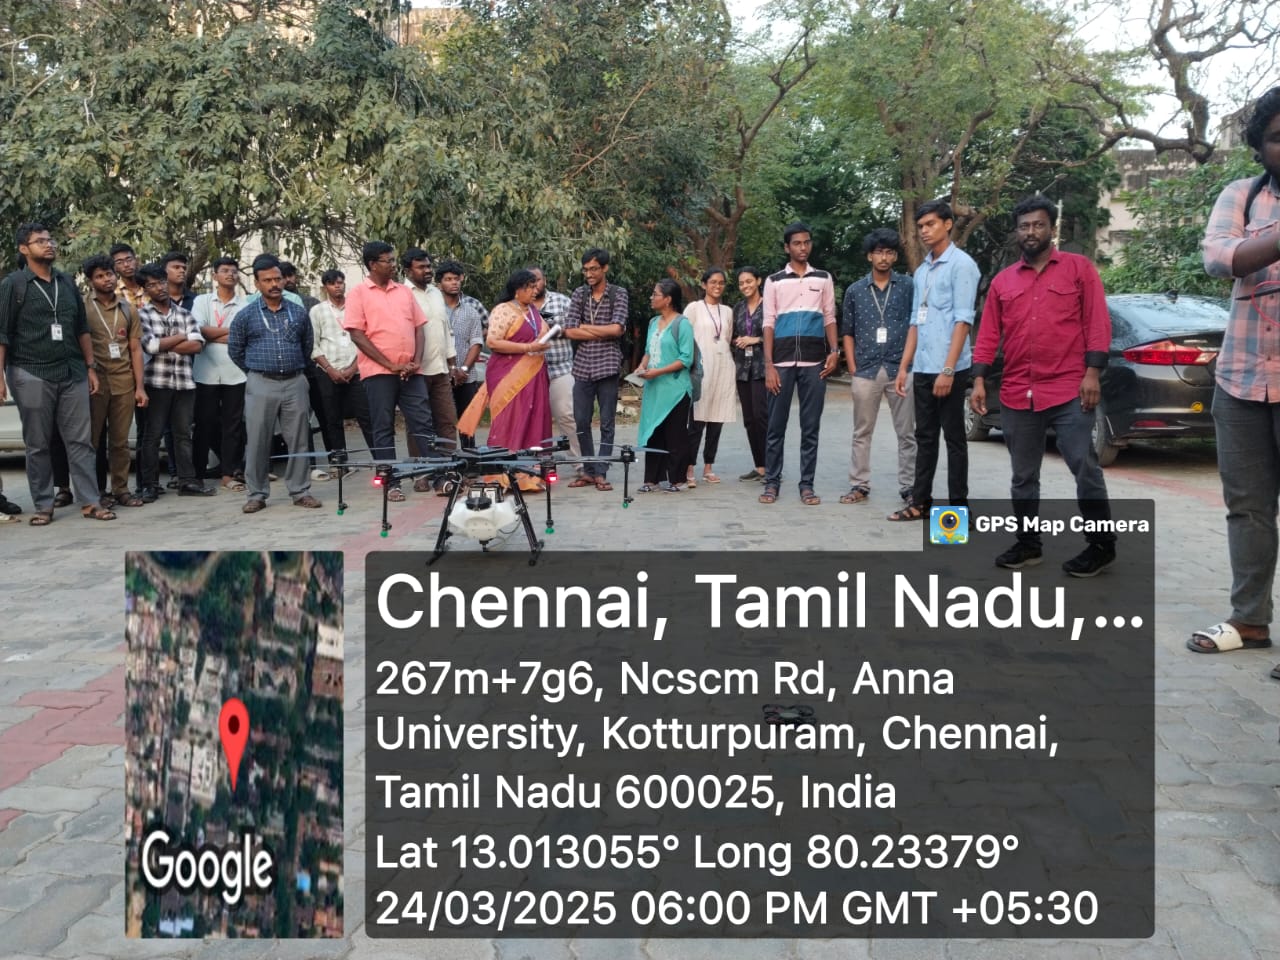 GPS Map Camera
Chennai, Tamil Nadu,...
267m+7g6, Ncscm Rd, Anna
University, Kotturpuram, Chennai,
Tamil Nadu 600025, India
Lat 13.013055° Long 80.23379°
24/03/2025 06:00 PM GMT +05:30
Google